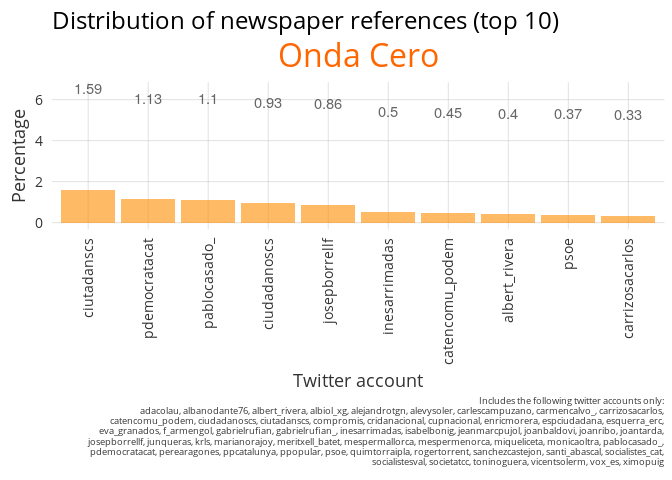 Distribution of newspaper references (top 10)
Onda Cero
1.59 1.13 1.1 0.93 0.86 0.5 0.45 0.4 0.37 0.33
6
4
2
0
Percentage
ciutadanscs
pdemocratacat
pablocasado_
ciudadanoscs
josepborrellf
inesarrimadas
catencomu_podem
albert_rivera
psoe
carrizosacarlos
Twitter account
Includes the following twitter accounts only:
adacolau, albanodante76, albert_rivera, albiol_xg, alejandrotgn, alevysoler, carlescampuzano, carmencalvo_, carrizosacarlos,
catencomu_podem, ciudadanoscs, ciutadanscs, compromis, cridanacional, cupnacional, enricmorera, espciudadana, esquerra_erc,
eva_granados, f_armengol, gabrielrufian, gabrielrufian_, inesarrimadas, isabelbonig, jeanmarcpujol, joanbaldovi, joanribo, joantarda,
josepborrellf, junqueras, krls, marianorajoy, meritxell_batet, mespermallorca, mespermenorca, miqueliceta, monicaoltra, pablocasado_,
pdemocratacat, perearagones, ppcatalunya, ppopular, psoe, quimtorraipla, rogertorrent, sanchezcastejon, santi_abascal, socialistes_cat,
socialistesval, societatcc, toninoguera, vicentsolerm, vox_es, ximopuig